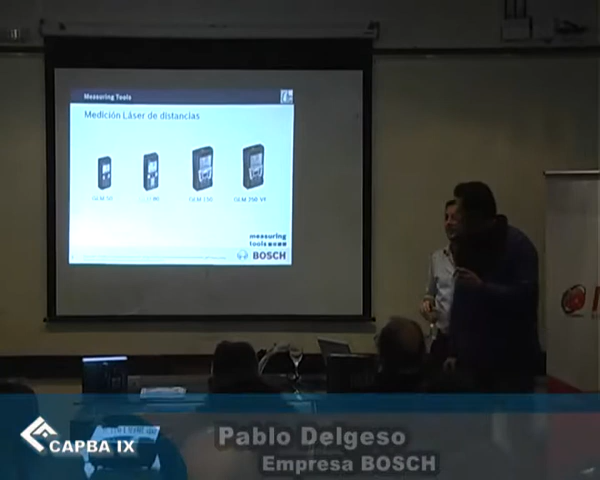 Measuring Tools
Medición Láser de distancias
GLM 150
GLM 250 VF
measuring
tools
BOSCH
CAPBA IX
Pablo Delgeso
Empresa BOSCH